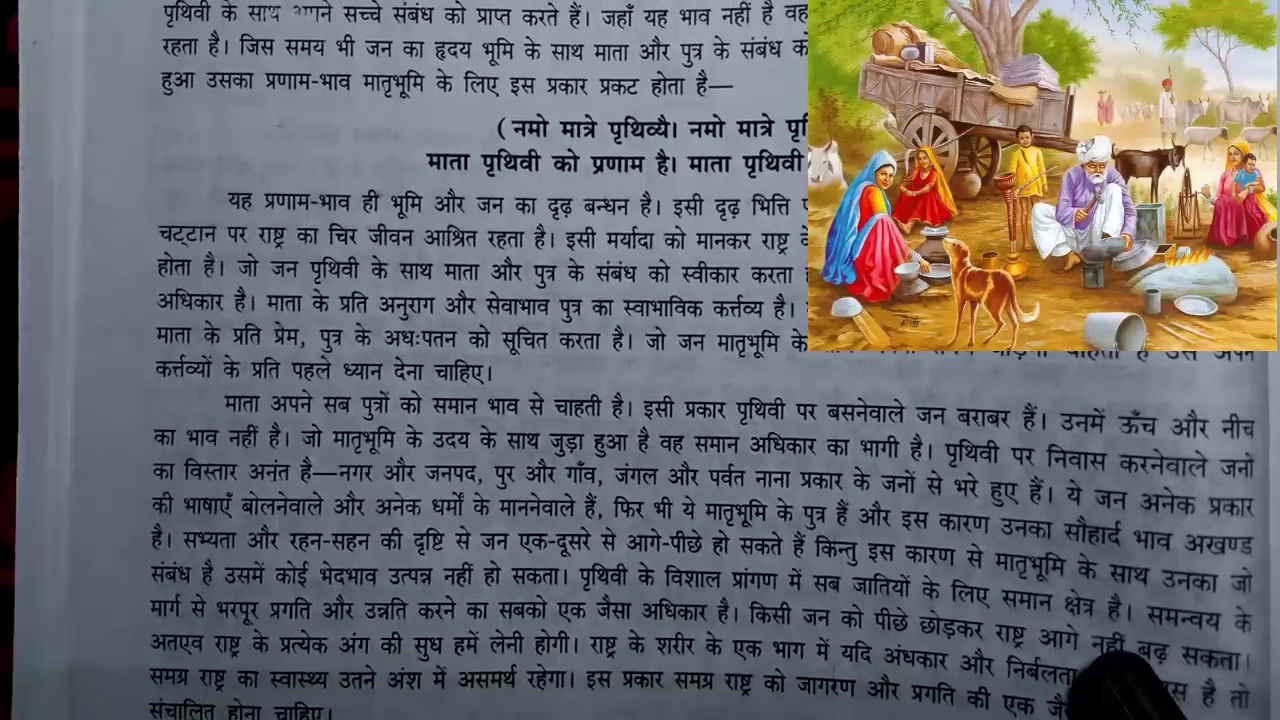 पृथिवी के साथ अपने सच्चे संबंध को प्राप्त करते हैं। जहाँ यह भाव नहीं है वह
रहता है। जिस समय भी जन का हृदय भूमि के साथ माता और पुत्र के संबंध को
हुआ उसका प्रणाम-भाव मातृभूमि के लिए इस प्रकार प्रकट होता है—
( नमो मात्रे पृथिव्यै। नमो मात्रे पृ
माता पृथिवी को प्रणाम है। माता पृथिवी
यह प्रणाम-भाव ही भूमि और जन का दृढ़ बन्धन है। इसी दृढ़ भित्ति
चट्टान पर राष्ट्र का चिर जीवन आश्रित रहता है। इसी मर्यादा को मानकर राष्ट्र
होता है। जो जन पृथिवी के साथ माता और पुत्र के संबंध को स्वीकार करता
अधिकार है। माता के प्रति अनुराग और सेवाभाव पुत्र का स्वाभाविक कर्त्तव्य है।
माता के प्रति प्रेम, पुत्र के अधःपतन को सूचित करता है। जो जन मातृभूमि के चाहता है उसे अपने
कर्त्तव्यों के प्रति पहले ध्यान देना चाहिए।
माता अपने सब पुत्रों को समान भाव से चाहती है। इसी प्रकार पृथिवी पर बसनेवाले जन बराबर हैं। उनमें ऊँच और नीच
का भाव नहीं है। जो मातृभूमि के उदय के साथ जुड़ा हुआ है वह समान अधिकार का भागी है। पृथिवी पर निवास करनेवाले जनों
का विस्तार अनंत है—नगर और जनपद, पुर और गाँव, जंगल और पर्वत नाना प्रकार के जनों से भरे हुए हैं। ये जन अनेक प्रकार
की भाषाएँ बोलनेवाले और अनेक धर्मों के माननेवाले हैं, फिर भी ये मातृभूमि के पुत्र हैं और इस कारण उनका सौहार्द भाव अखण्ड
है। सभ्यता और रहन-सहन की दृष्टि से जन एक-दूसरे से आगे-पीछे हो सकते हैं किन्तु इस कारण से मातृभूमि के साथ उनका जो
संबंध है उसमें कोई भेदभाव उत्पन्न नहीं हो सकता। पृथिवी के विशाल प्रांगण में सब जातियों के लिए समान क्षेत्र है। समन्वय के
मार्ग से भरपूर प्रगति और उन्नति करने का सबको एक जैसा अधिकार है। किसी जन को पीछे छोड़कर राष्ट्र आगे नहीं बढ़ सकता।
अतएव राष्ट्र के प्रत्येक अंग की सुध हमें लेनी होगी। राष्ट्र के शरीर के एक भाग में यदि अंधकार और निर्बलता है तो
समग्र राष्ट्र का स्वास्थ्य उतने अंश में असमर्थ रहेगा। इस प्रकार समग्र राष्ट्र को जागरण और प्रगति की एक
संचालित होना चाहिए।